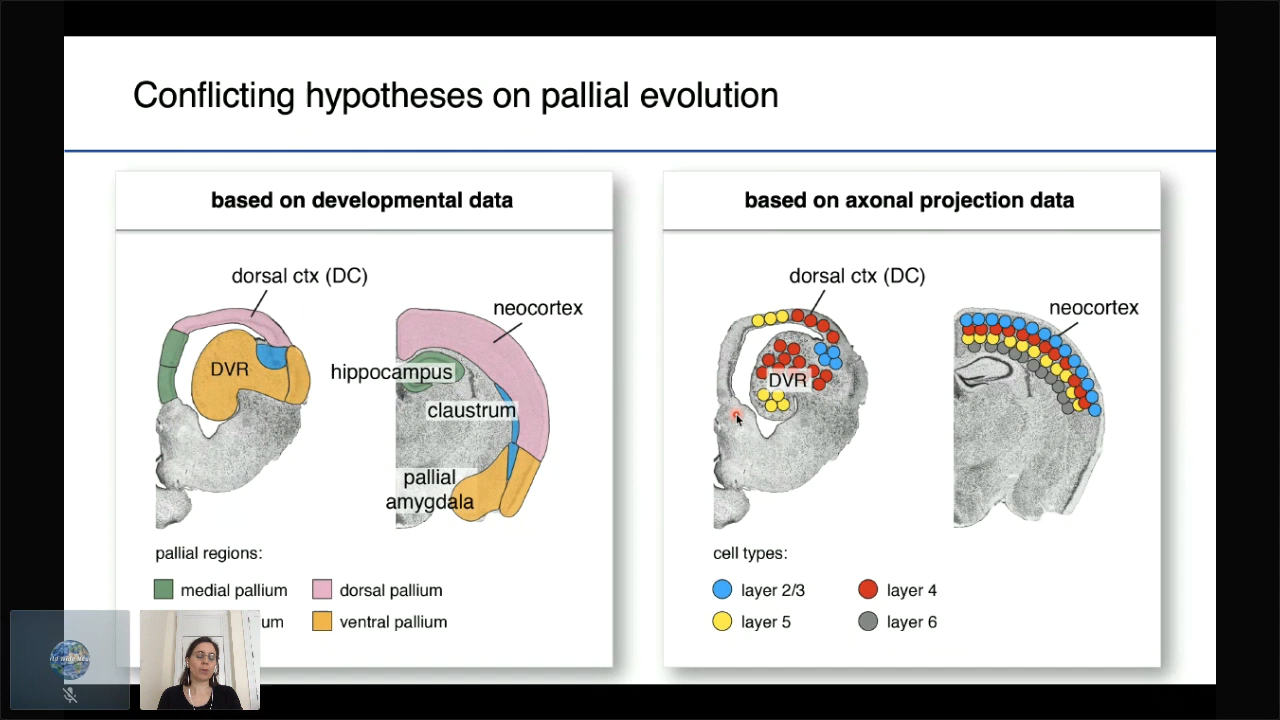 Conflicting hypotheses on pallial evolution
based on developmental data
dorsal ctx (DC)
neocortex
DVR
hippocampus
claustrum
pallial
amygdala
pallial regions:
medial pallium
dorsal pallium
um
ventral pallium
based on axonal projection data
dorsal ctx (DC)
neocortex
DVR
cell types:
layer 2/3
layer 4
layer 5
layer 6